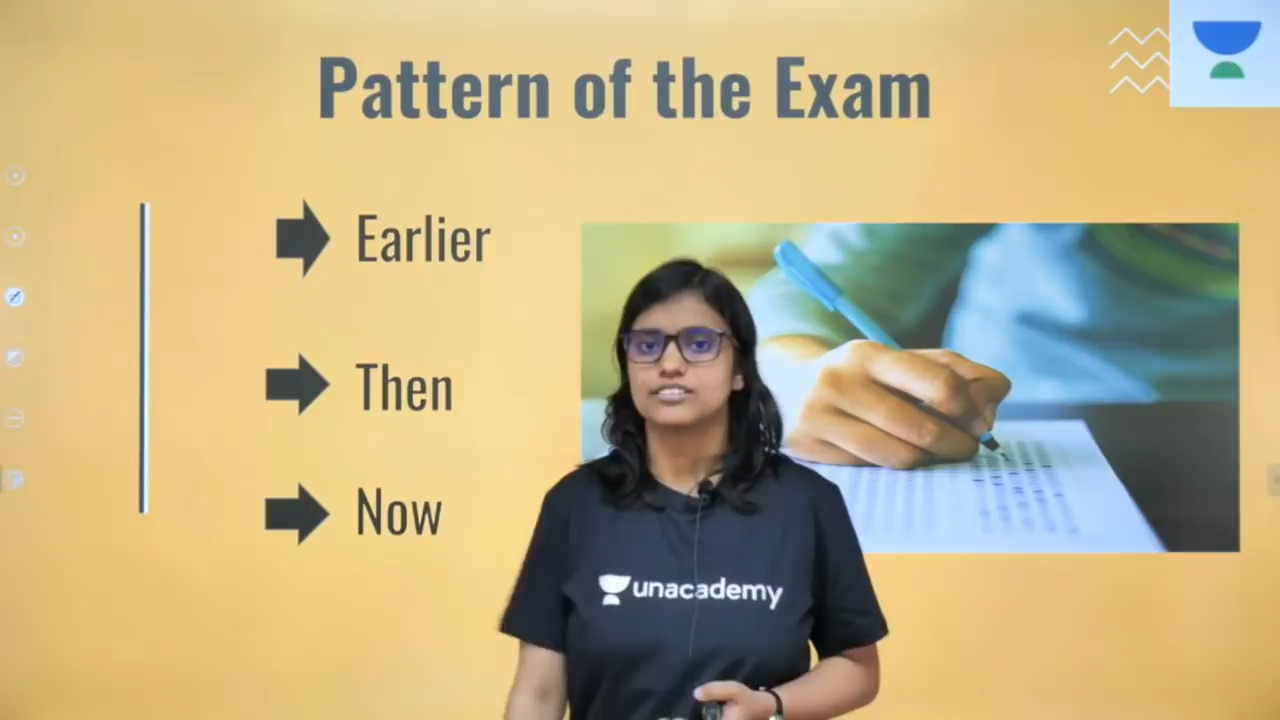 Pattern of the Exam
Earlier
Then
Now
unacademy